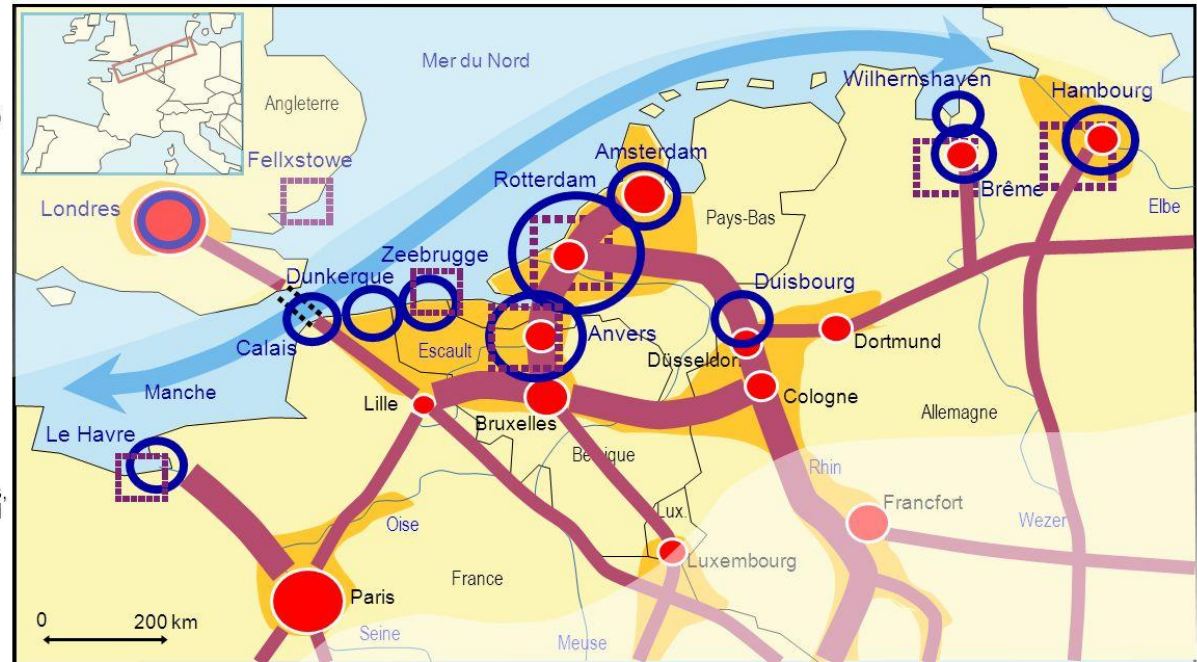 Mer du Nord
Angleterre
Wilhernshaven
Hambourg
Fellxstowe
Amsterdam
Rotterdam
Londres
Brême
Pays-Bas
Elbe
Zeebrugge
Dunkerque
Duisbourg
Calais
Escault
Anvers
Düsseldorf
Dortmund
Manche
Lille
Cologne
Bruxelles
Allemagne
Le Havre
Belgique
Rhin
Lux.
Francfort
Oise
Wezer
Luxembourg
France
Paris
0 200 km
Seine
Meuse